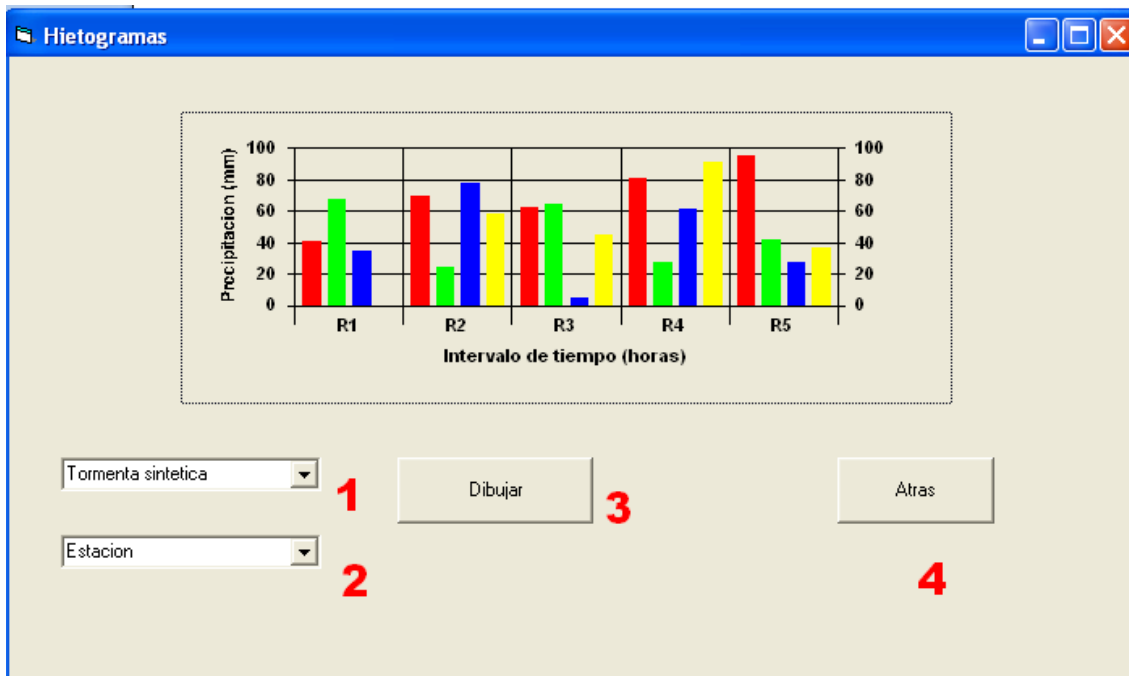 Hietogramas
Precipitacion (mm)
100 100
80 80
60 60
40 40
20 20
0 0
R1 R2 R3 R4 R5
Intervalo de tiempo (horas)
Tormenta sintetica
1
Dibujar
3
Atras
Estacion
2
4